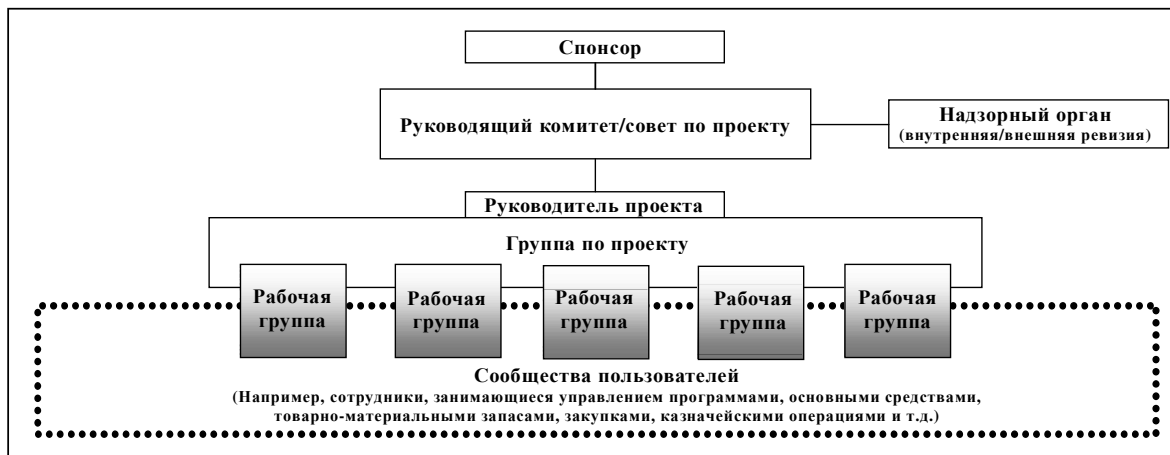 Спонсор
Руководящий комитет/совет по проекту
Надзорный орган
(внутренняя/внешняя ревизия)
Руководитель проекта
Группа по проекту
Рабочая
группа
Рабочая
группа
Рабочая
группа
Рабочая
группа
Рабочая
группа
Сообщества пользователей
(Например, сотрудники, занимающиеся управлением программами, основными средствами,
товарно-материальными запасами, закупками, казначейскими операциями и т.д.)